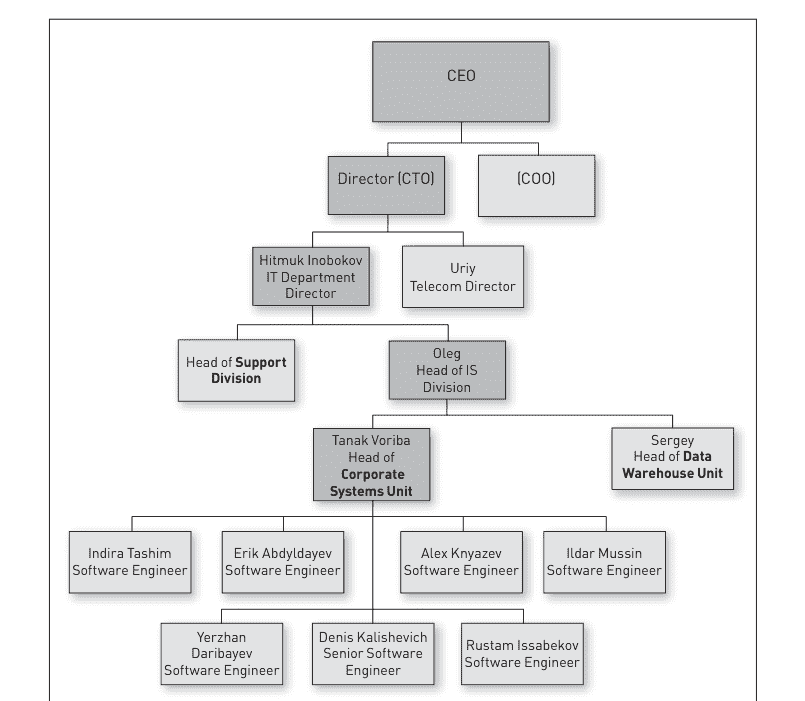 CEO
Director (CTO)
(COO)
Hitmuk Inobokov
IT Department
Director
Uriy
Telecom Director
Head of Support
Division
Oleg
Head of IS
Division
Tanak Voriba
Head of
Corporate
Systems Unit
Sergey
Head of Data
Warehouse Unit
Indira Tashim
Software Engineer
Erik Abdyldayev
Software Engineer
Alex Knyazev
Software Engineer
Ildar Mussin
Software Engineer
Yerzhan
Daribayev
Software Engineer
Denis Kalishevich
Senior Software
Engineer
Rustam Issabekov
Software Engineer